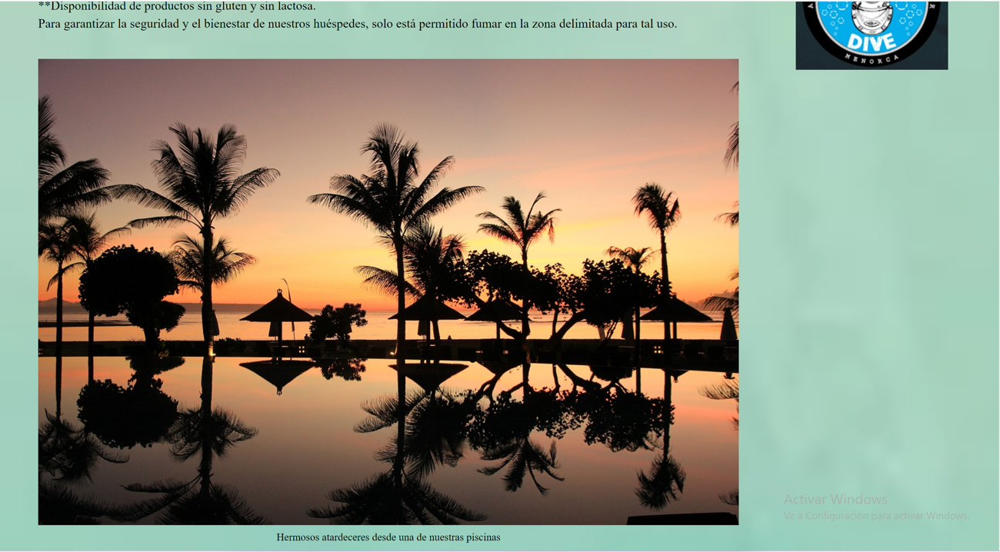 **Disponibilidad de productos sin gluten y sin lactosa.
Para garantizar la seguridad y el bienestar de nuestros huéspedes, solo está permitido fumar en la zona delimitada para tal uso.
DIVE
MENORCA
Hermosos atardeceres desde una de nuestras piscinas
Activar Windows
Ve a Configuración para activar Windows.